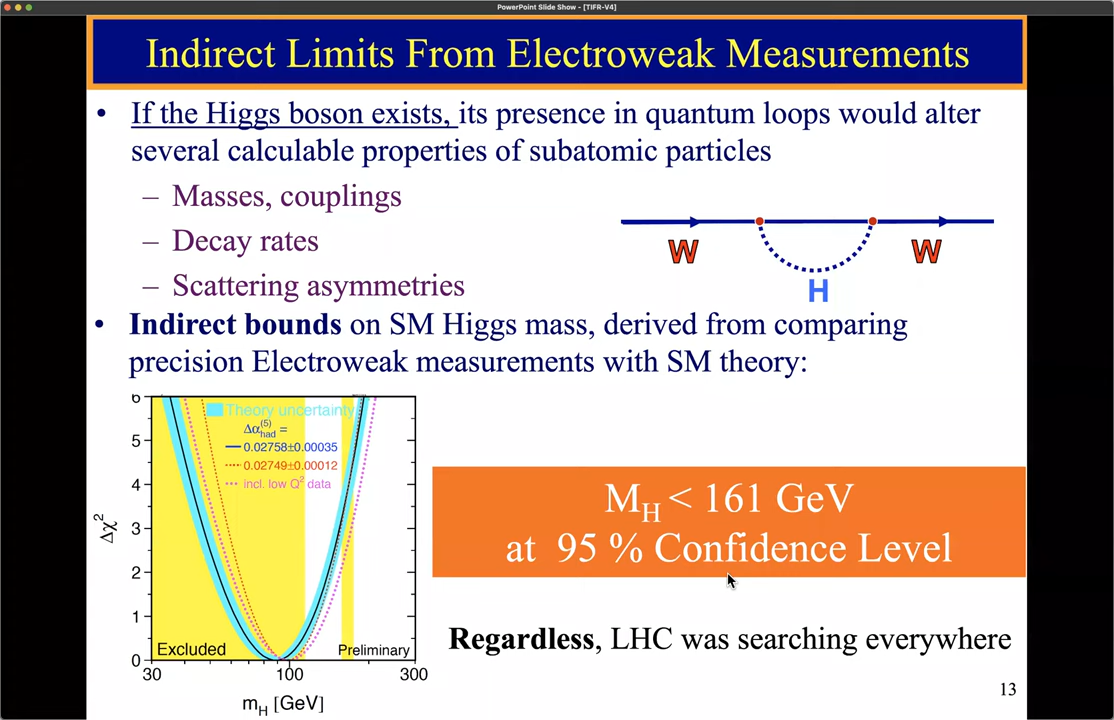 PowerPoint Slide Show - [TIFR-V4]
Indirect Limits From Electroweak Measurements
• If the Higgs boson exists, its presence in quantum loops would alter
several calculable properties of subatomic particles
– Masses, couplings
– Decay rates
– Scattering asymmetries
W W
H
• Indirect bounds on SM Higgs mass, derived from comparing
precision Electroweak measurements with SM theory:
6
Theory uncertainty
Δα(5)had =
5
0.02758±0.00035
0.02749±0.00012
4
incl. low Q2 data
3
2
1
0
Δχ2
Excluded Preliminary
30 100 300
mH [GeV]
MH < 161 GeV
at 95 % Confidence Level
Regardless, LHC was searching everywhere
13